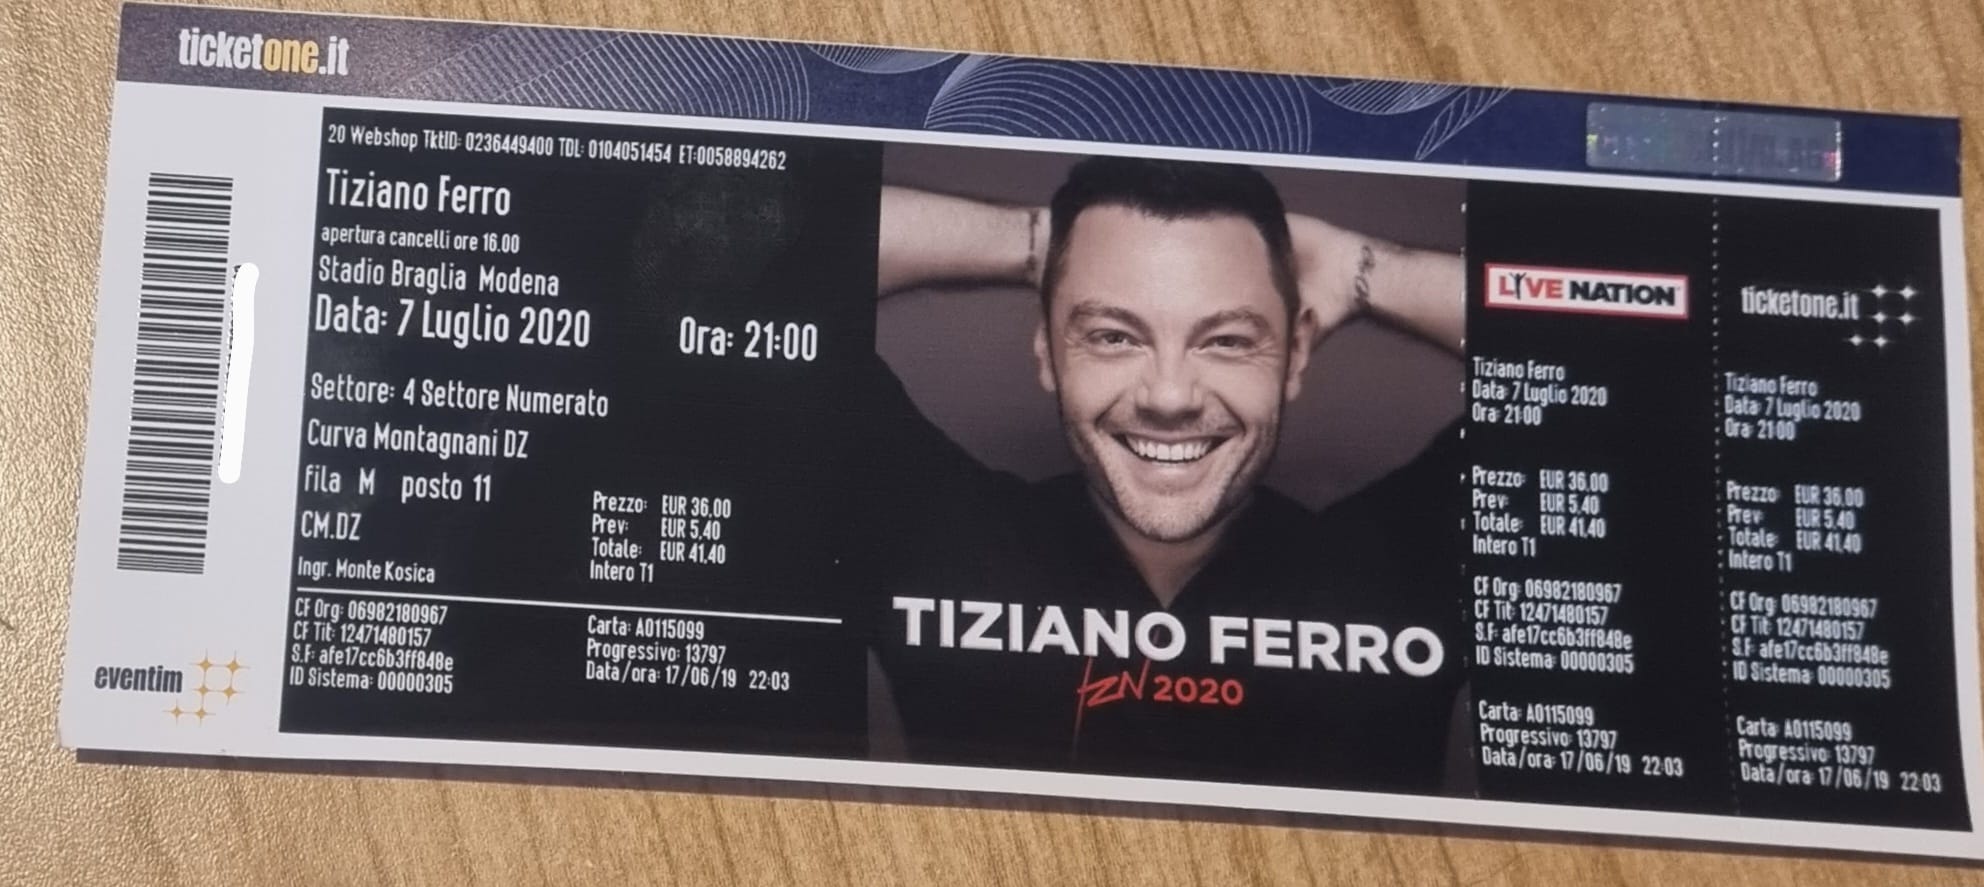 ticketone.it
20 Webshop TktID: 0236449400 TDL: 0104051454 ET:0058894262
Tiziano Ferro
apertura cancelli ore 16.00
Stadio Braglia Modena
Data: 7 Luglio 2020 Ora: 21:00
Settore: 4 Settore Numerato
Curva Montagnani DZ
fila M posto 11
CM.DZ
Ingr. Monte Kosica
Prezzo: EUR 36,00
Prev: EUR 5,40
Totale: EUR 41,40
Intero T1
CF Org: 06982180967
CF Tit: 12471480157
S.F: afe17cc6b3ff848e
ID Sistema: 00000305
Carta: A0115099
Progressivo: 13797
Data/ora: 17/06/19 22:03
eventim
TIZIANO FERRO
TZN 2020
LIVE NATION
Tiziano Ferro
Data: 7 Luglio 2020
Ora: 21:00
Prezzo: EUR 36,00
Prev: EUR 5,40
Totale: EUR 41,40
Intero T1
CF Org: 06982180967
CF Tit: 12471480157
S.F: afe17cc6b3ff848e
ID Sistema: 00000305
Carta: A0115099
Progressivo: 13797
Data/ora: 17/06/19 22:03
ticketone.it
Tiziano Ferro
Data: 7 Luglio 2020
Ora: 21:00
Prezzo: EUR 36,00
Prev: EUR 5,40
Totale: EUR 41,40
Intero T1
CF Org: 06982180967
CF Tit: 12471480157
S.F: afe17cc6b3ff848e
ID Sistema: 00000305
Carta: A0115099
Progressivo: 13797
Data/ora: 17/06/19 22:03